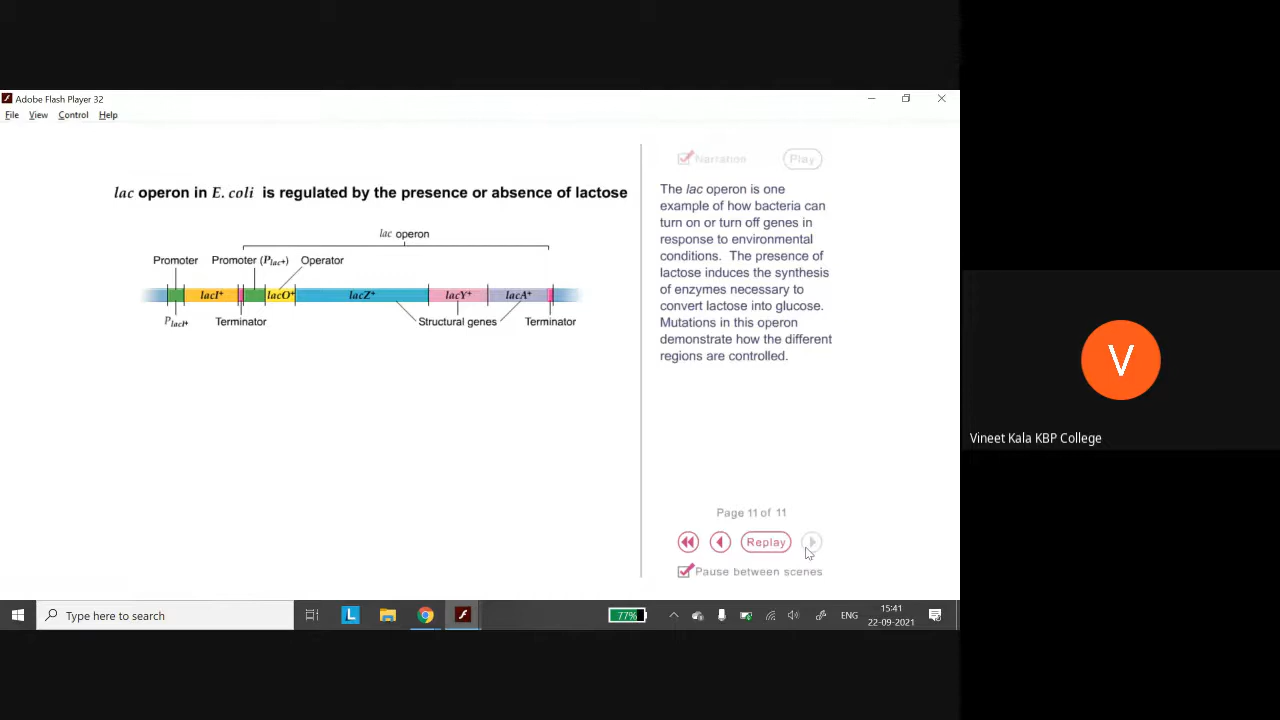 Adobe Flash Player 32
File View Control Help
Narration Play
lac operon in E. coli is regulated by the presence or absence of lactose
lac operon
Promoter Promoter (Plac+) Operator
lacI+ lacO+ lacZ+ lacY+ lacA+
PlacI+ Terminator Structural genes Terminator
The lac operon is one
example of how bacteria can
turn on or turn off genes in
response to environmental
conditions. The presence of
lactose induces the synthesis
of enzymes necessary to
convert lactose into glucose.
Mutations in this operon
demonstrate how the different
regions are controlled.
Page 11 of 11
Replay
Pause between scenes
V
Vineet Kala KBP College
Type here to search
L
77%
ENG
15:41
22-09-2021